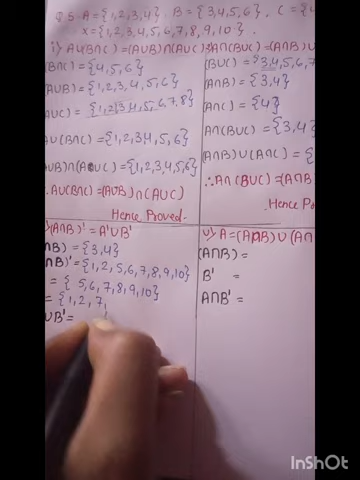 Q.5. A = {1,2,3,4} B = {3,4,5,6}, C = {4
X = {1,2,3,4,5,6,7,8,9,10}.
i) AU(B∩C) = (AUB)∩(AUC)
(B∩C) = {4,5,6}
AUB) = {1,2,3,4,5,6}
AUC) = {1,2,3,4,5,6,7,8}
AU(B∩C) = {1,2,3,4,5,6}
UB)∩(AUC) = {1,2,3,4,5,6}
∴AU(B∩C) = (AUB)∩(AUC)
Hence Proved.
A∩(BUC) = (A∩B)U
(BUC) = {3,4,5,6,7
(A∩B) = {3,4}
(A∩C) = {4}
A∩(BUC) = {3,4}
(A∩B)U(A∩C) = {
∴A∩(BUC) = (A∩B
Hence Prov
(A∩B)' = A'UB'
∩B) = {3,4}
∩B)' = {1,2,5,6,7,8,9,10}
= {5,6,7,8,9,10}
= {1,2,7,
UB' = {
A = (A∩B)U(A∩
(A∩B) =
B' =
A∩B' =
InShOt